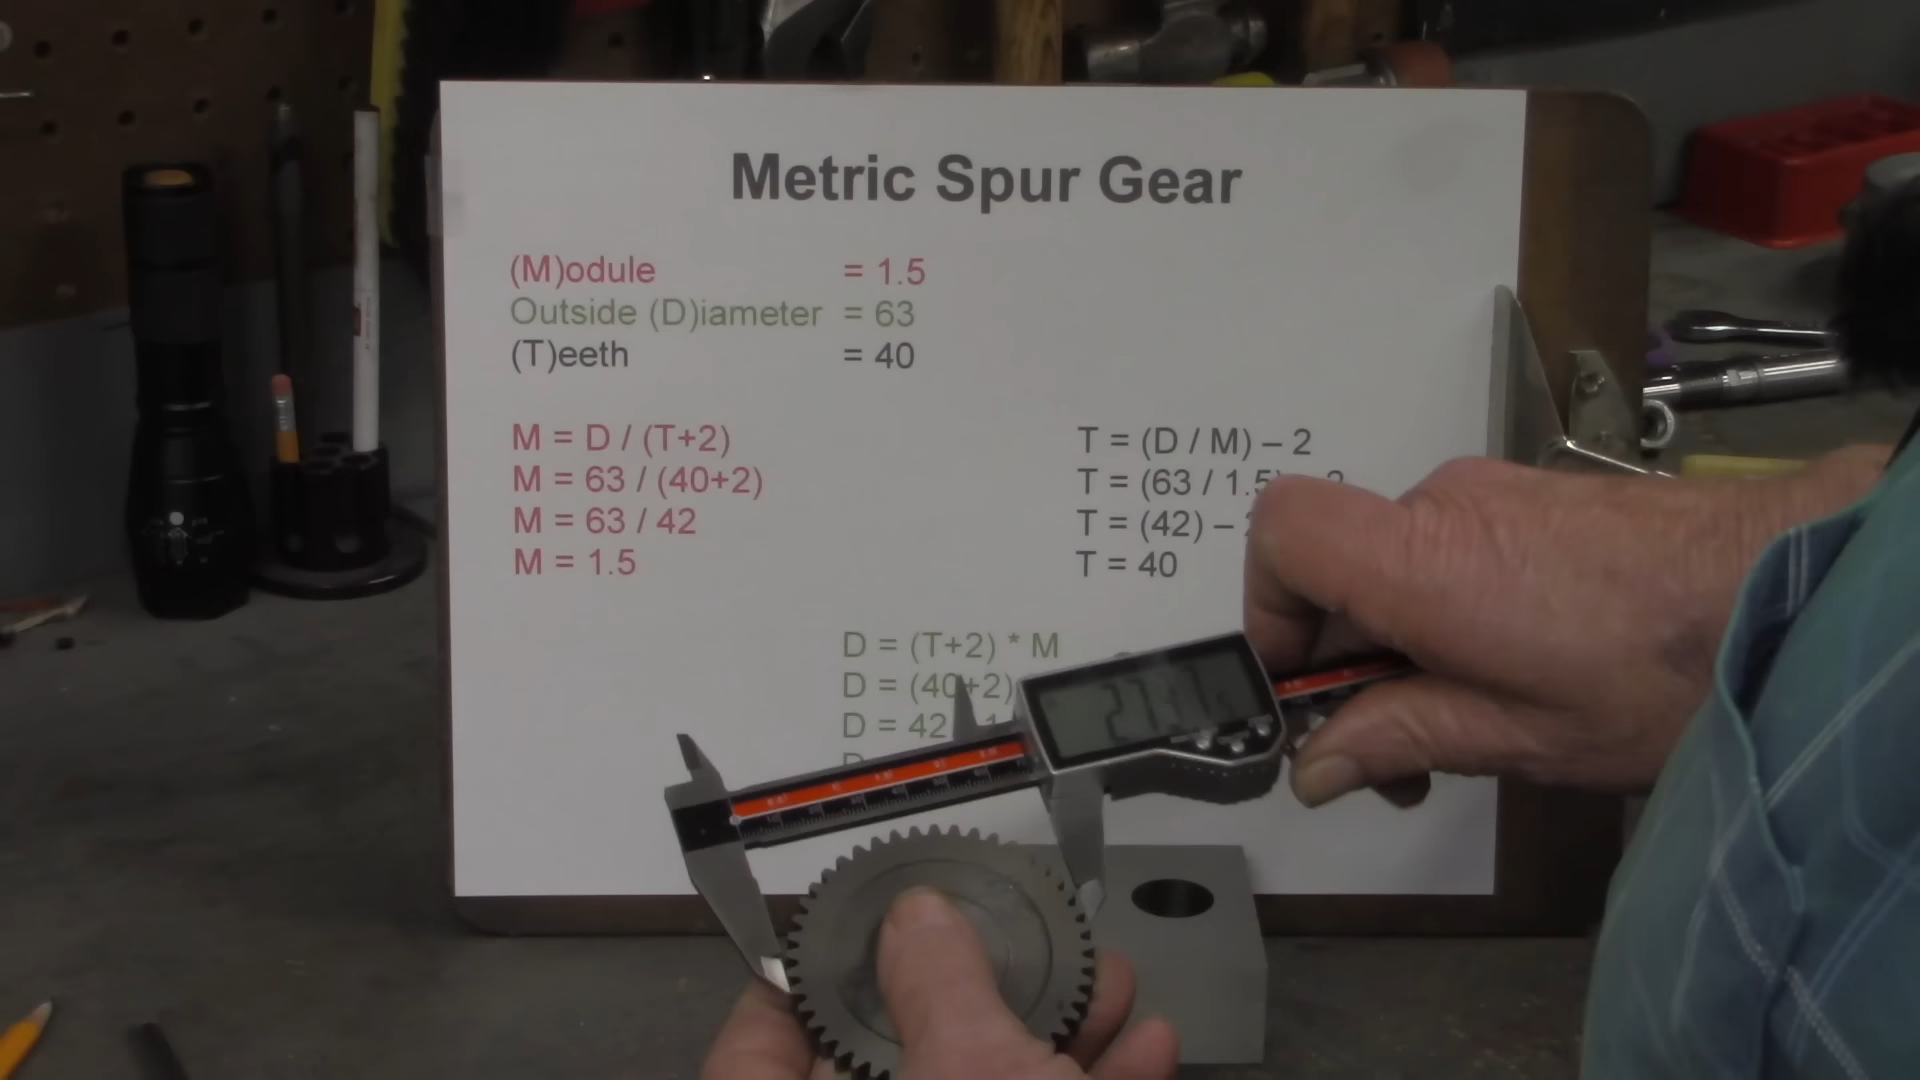 Metric Spur Gear
(M)odule = 1.5
Outside (D)iameter = 63
(T)eeth = 40
M = D / (T+2)
M = 63 / (40+2)
M = 63 / 42
M = 1.5
T = (D / M) – 2
T = (63 / 1.5) – 2
T = (42) –
T = 40
D = (T+2) * M
D = (40+2)
D = 42
D